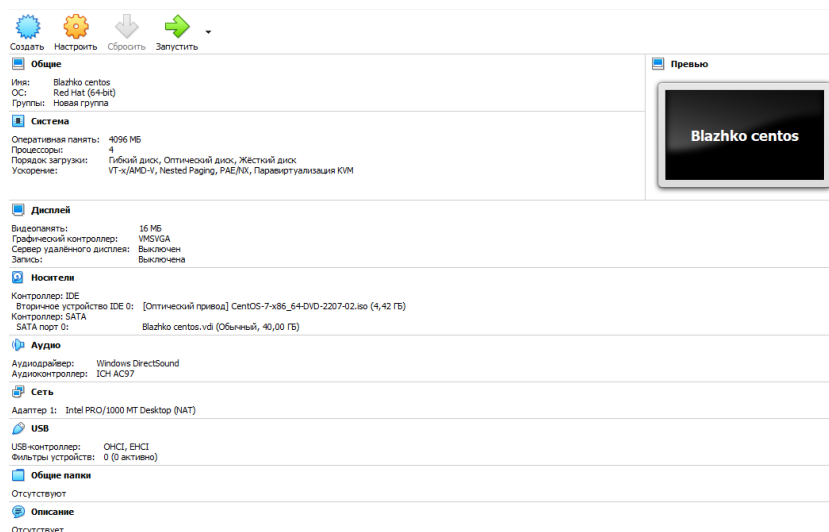 Создать Настроить Сбросить Запустить
Общие
Имя: Blazhko centos
ОС: Red Hat (64-bit)
Группы: Новая группа
Превью
Blazhko centos
Система
Оперативная память: 4096 МБ
Процессоры: 4
Порядок загрузки: Гибкий диск, Оптический диск, Жёсткий диск
Ускорение: VT-x/AMD-V, Nested Paging, PAE/NX, Паравиртуализация KVM
Дисплей
Видеопамять: 16 МБ
Графический контроллер: VMSVGA
Сервер удалённого дисплея: Выключен
Запись: Выключена
Носители
Контроллер: IDE
Вторичное устройство IDE 0: [Оптический привод] CentOS-7-x86_64-DVD-2207-02.iso (4,42 ГБ)
Контроллер: SATA
SATA порт 0: Blazhko centos.vdi (Обычный, 40,00 ГБ)
Аудио
Аудиодрайвер: Windows DirectSound
Аудиоконтроллер: ICH AC97
Сеть
Адаптер 1: Intel PRO/1000 MT Desktop (NAT)
USB
USB-контроллер: OHCI, EHCI
Фильтры устройств: 0 (0 активно)
Общие папки
Отсутствуют
Описание
Отсутствует